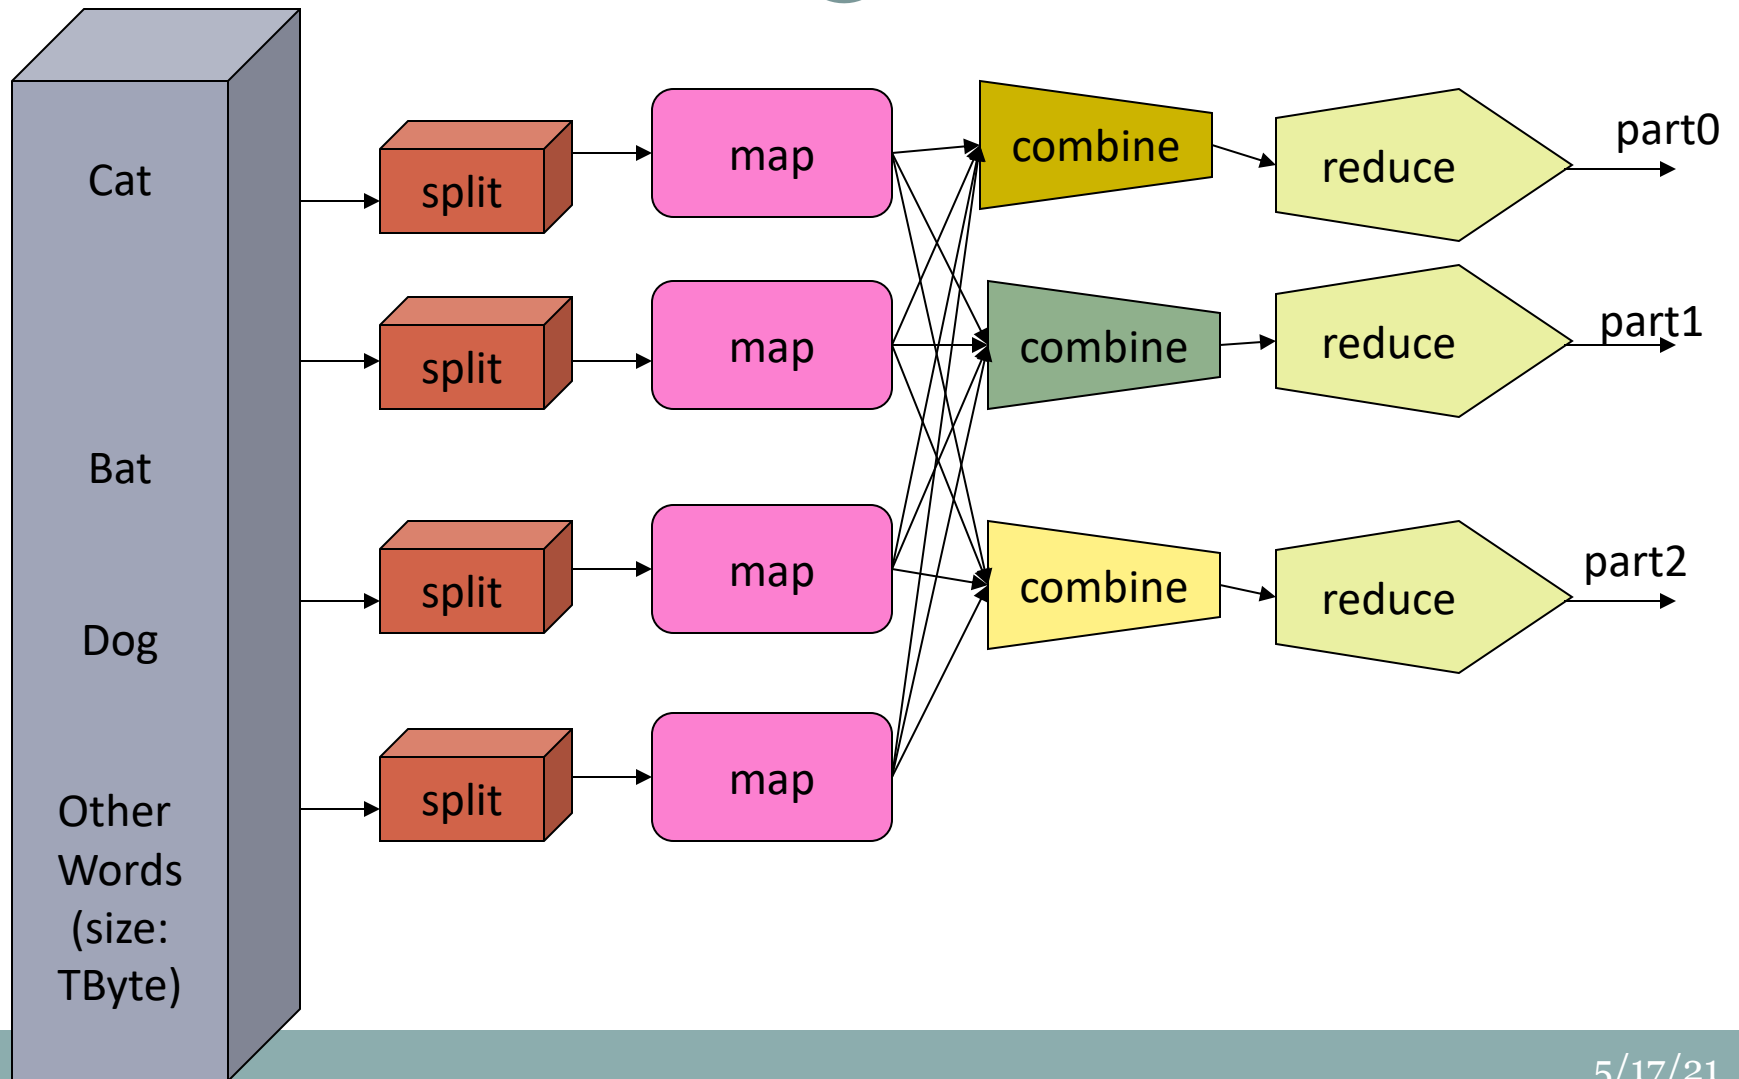 Cat
Bat
Dog
Other
Words
(size:
TByte)
split
split
split
split
map
map
map
map
combine
combine
combine
reduce
reduce
reduce
part0
part1
part2
5/17/21